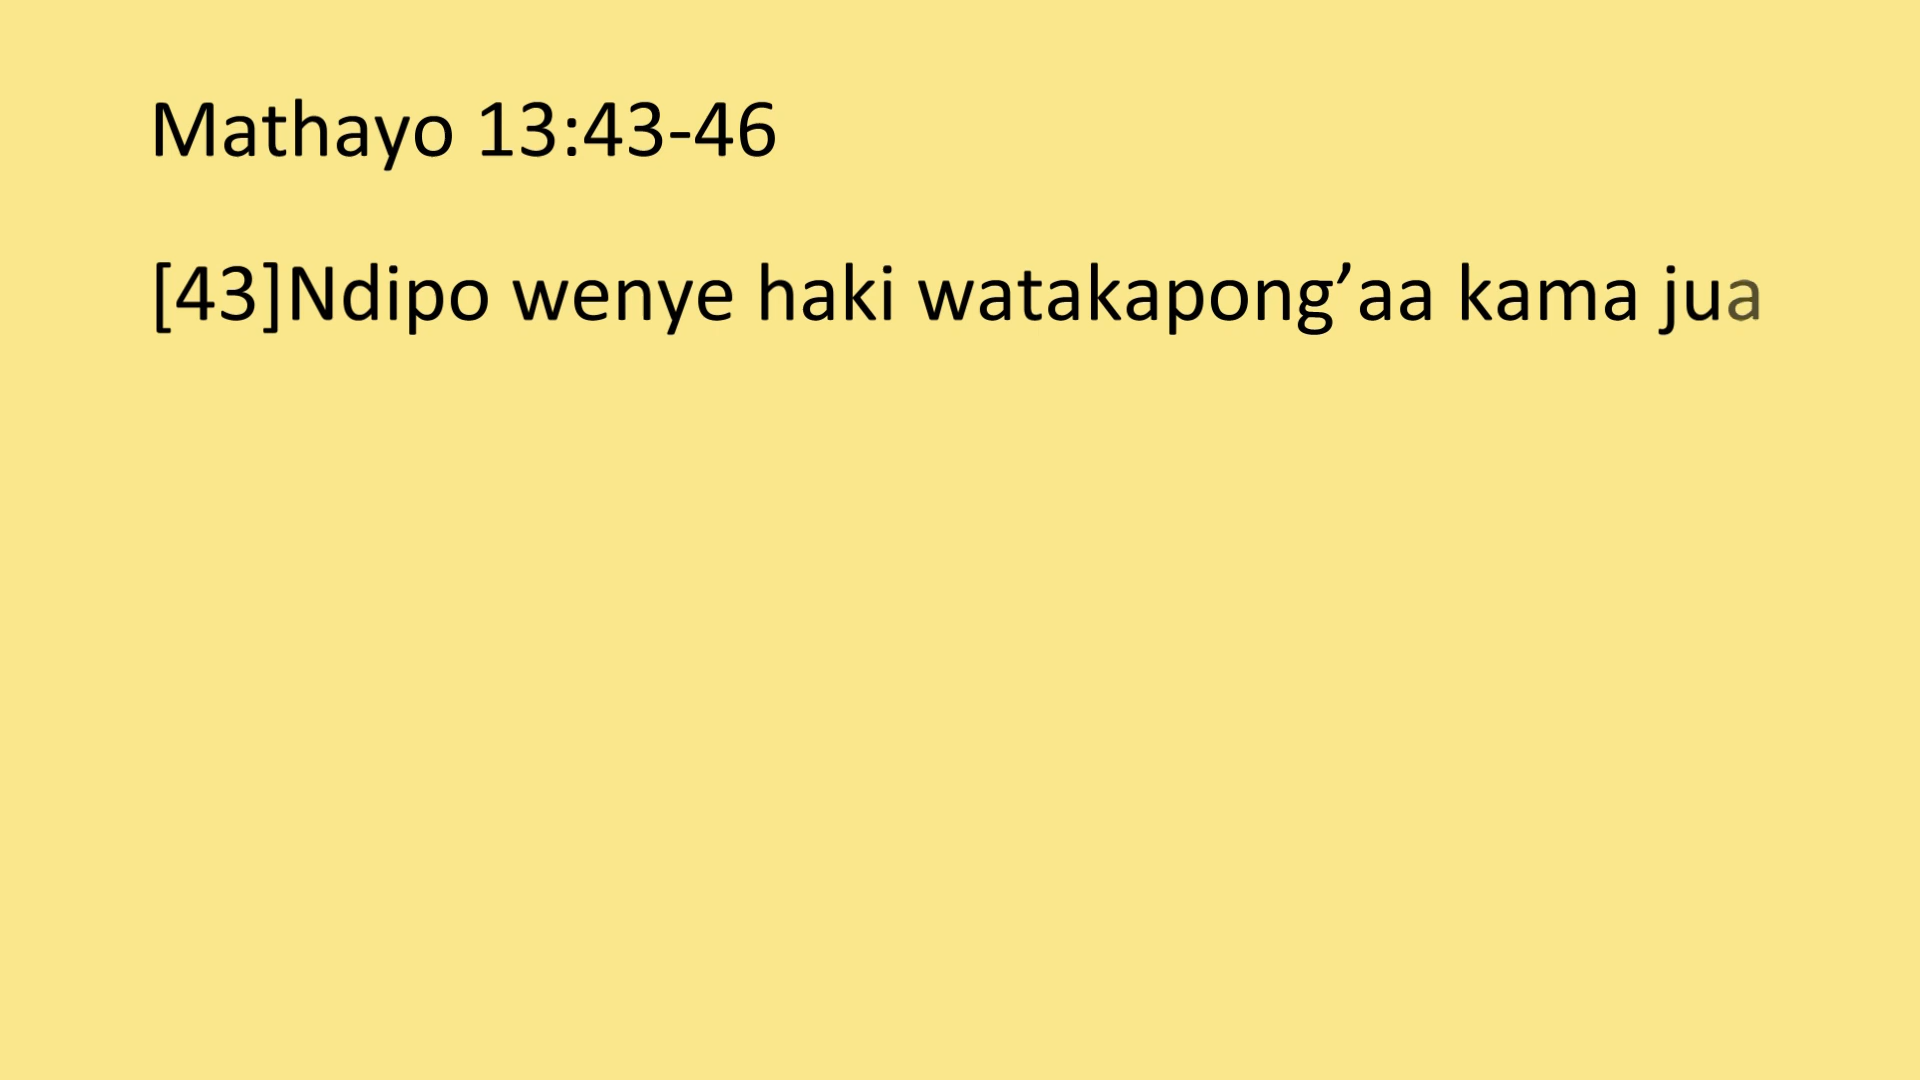 Mathayo 13:43-46
[43]Ndipo wenye haki watakapong’aa kama jua